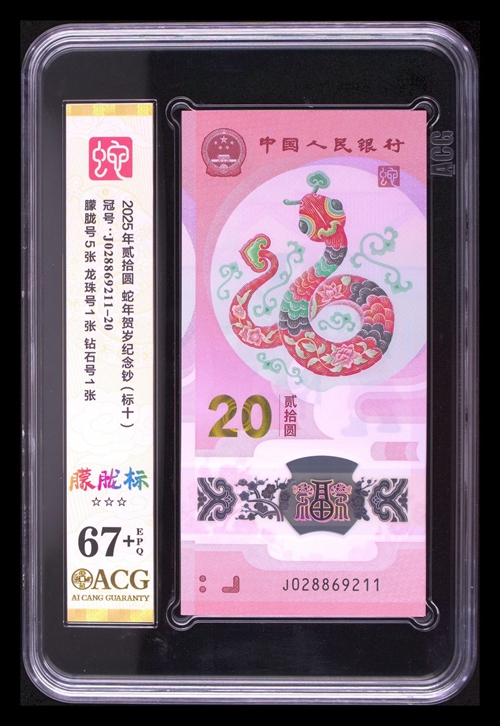 蛇
2025年贰拾圆 蛇年贺岁纪念钞（标十）
冠号·J028869211-20
朦胧号5张 龙珠号1张 钻石号1张
朦胧标
67+EPQ
ACG
AI CANG GUARANTY
中国人民银行
蛇
20
贰拾圆
福
J028869211
ACG